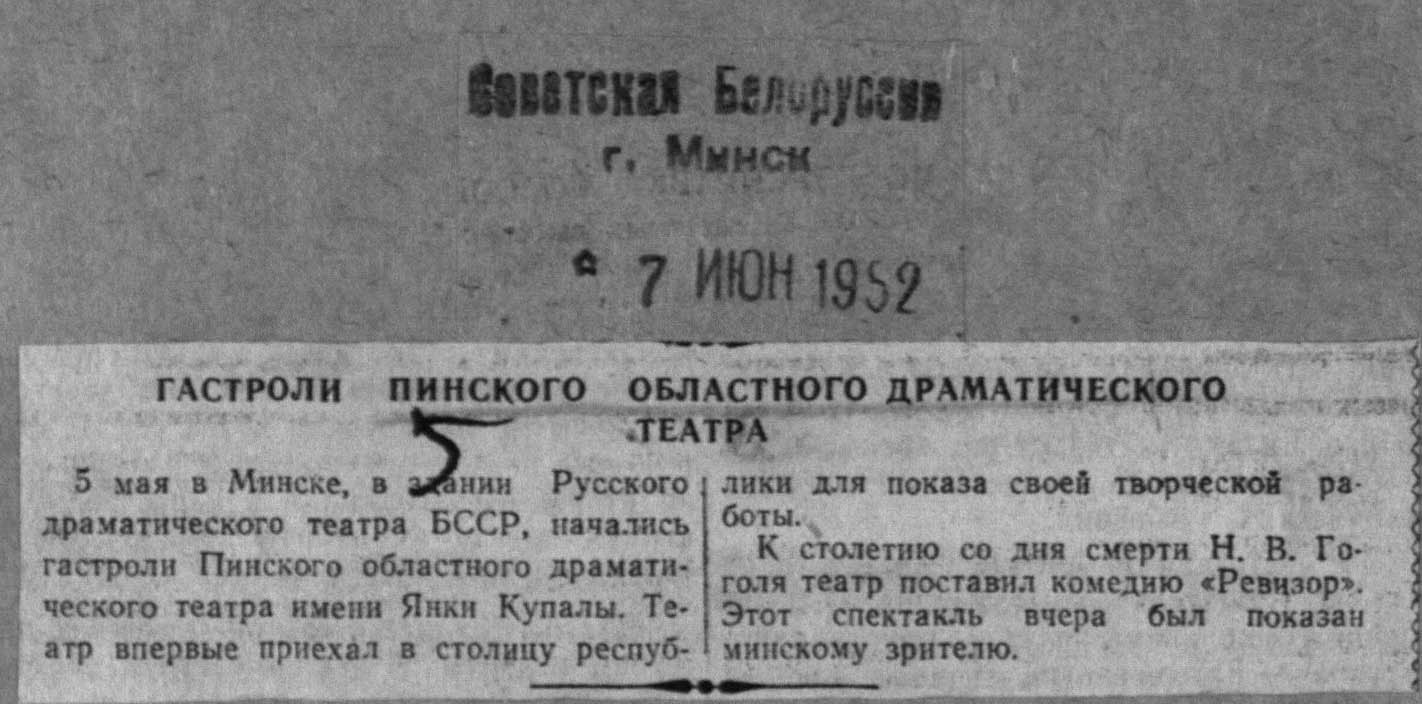 Советская Белоруссия
г. Минск
7 ИЮН 1952
ГАСТРОЛИ ПИНСКОГО ОБЛАСТНОГО ДРАМАТИЧЕСКОГО
ТЕАТРА
5 мая в Минске, в здании Русского
драматического театра БССР, начались
гастроли Пинского областного драмати-
ческого театра имени Янки Купалы. Те-
атр впервые приехал в столицу респуб-
лики для показа своей творческой ра-
боты.
К столетию со дня смерти Н. В. Го-
голя театр поставил комедию «Ревизор».
Этот спектакль вчера был показан
минскому зрителю.